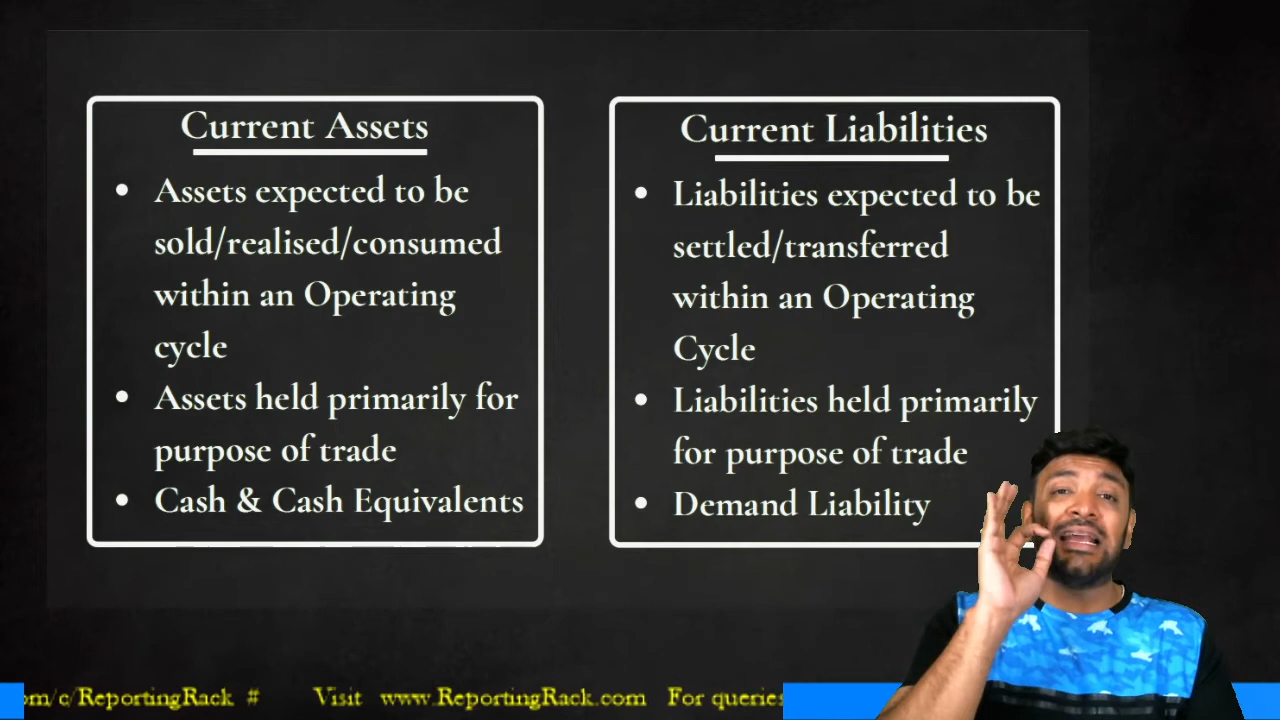 Current Assets
• Assets expected to be
sold/realised/consumed
within an Operating
cycle
• Assets held primarily for
purpose of trade
• Cash & Cash Equivalents
Current Liabilities
• Liabilities expected to be
settled/transferred
within an Operating
Cycle
• Liabilities held primarily
for purpose of trade
• Demand Liability
om/c/ReportingRack # Visit www.ReportingRack.com For queries